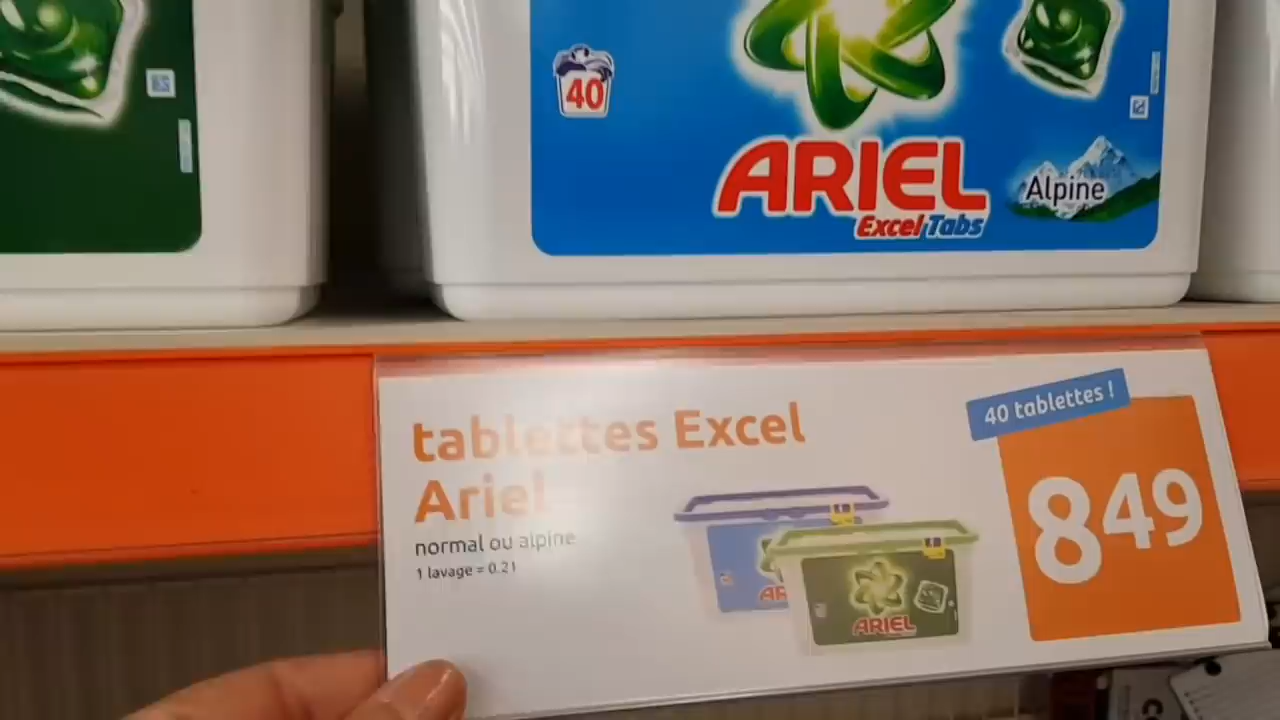 40
ARIEL
Excel Tabs
Alpine
tablettes Excel
Ariel
normal ou alpine
1 lavage = 0.21
40 tablettes !
849
AR
ARIEL